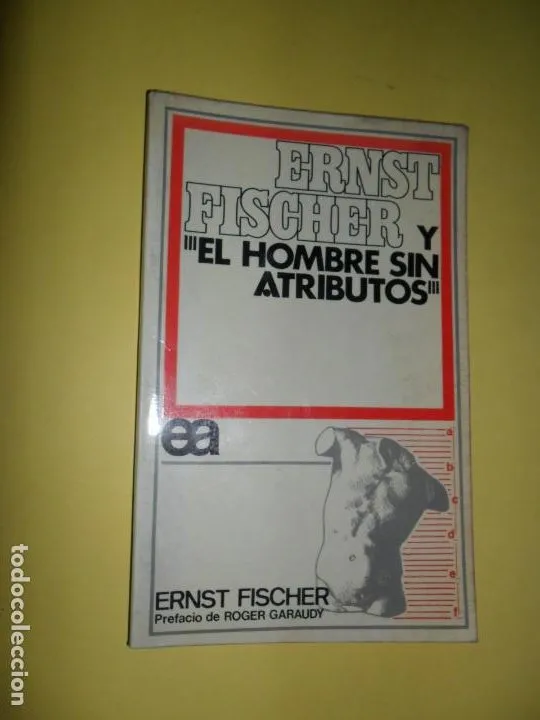 ERNST
FISCHER Y
"'EL HOMBRE SIN
ATRIBUTOS'"
ea
a
b
c
d
e
f
ERNST FISCHER
Prefacio de ROGER GARAUDY
todocoleccion